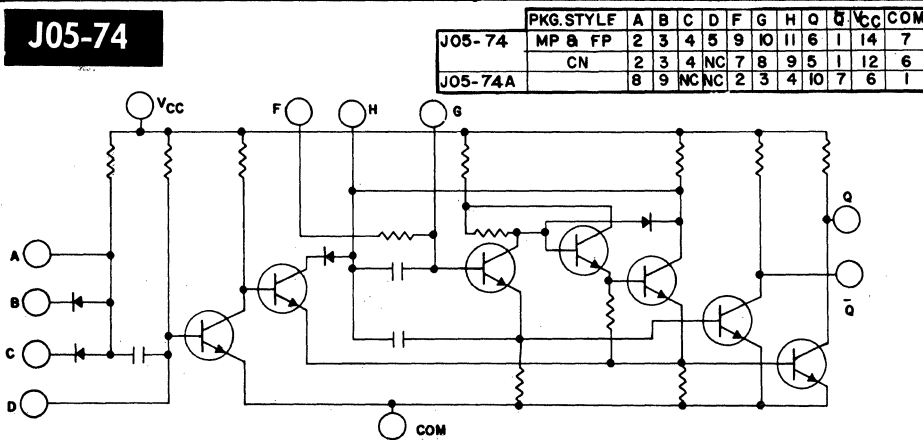 J05-74
PKG.STYLE A B C D F G H Q Q̅ VCC COM
J05-74 MP & FP 2 3 4 5 9 10 11 6 1 14 7
CN 2 3 4 NC 7 8 9 5 1 12 6
J05-74A 8 9 NC NC 2 3 4 10 7 6 1
VCC F H G
Q
A
B
Q̅
C
D
COM